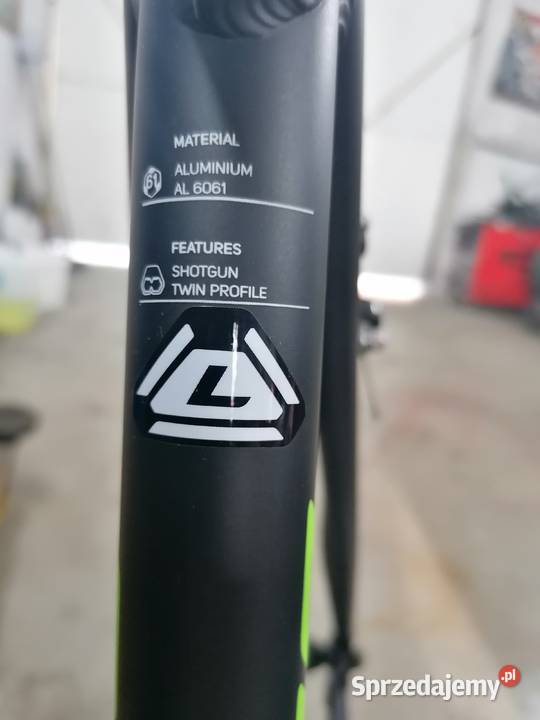 MATERIAL
61
ALUMINIUM
AL 6061
FEATURES
SHOTGUN
TWIN PROFILE
L
Sprzedajemy.pl